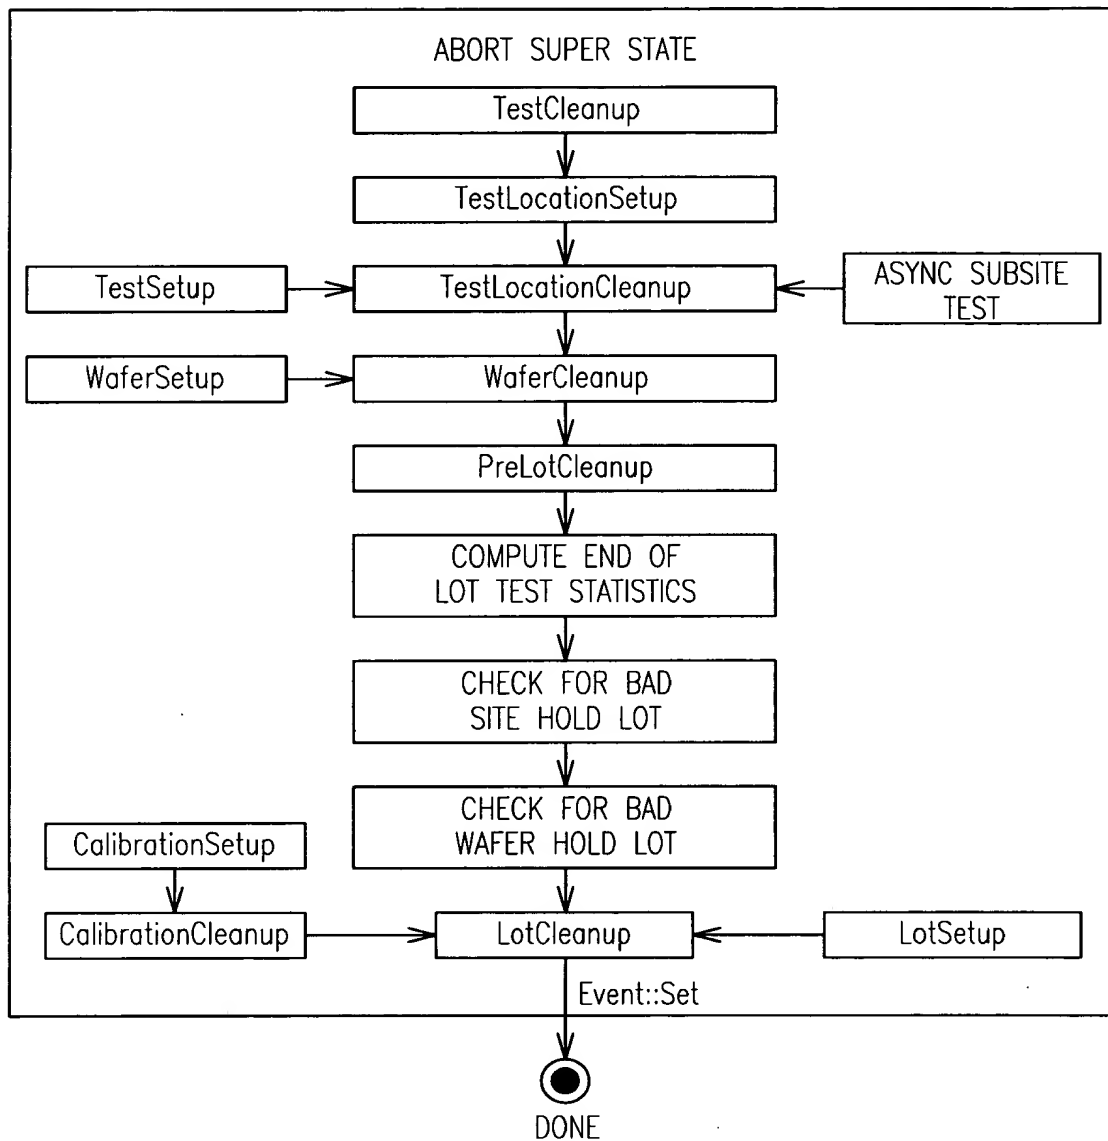 ABORT SUPER STATE
TestCleanup
TestLocationSetup
TestSetup
TestLocationCleanup
ASYNC SUBSITE
TEST
WaferSetup
WaferCleanup
PreLotCleanup
COMPUTE END OF
LOT TEST STATISTICS
CHECK FOR BAD
SITE HOLD LOT
CHECK FOR BAD
WAFER HOLD LOT
CalibrationSetup
CalibrationCleanup
LotCleanup
LotSetup
Event::Set
DONE